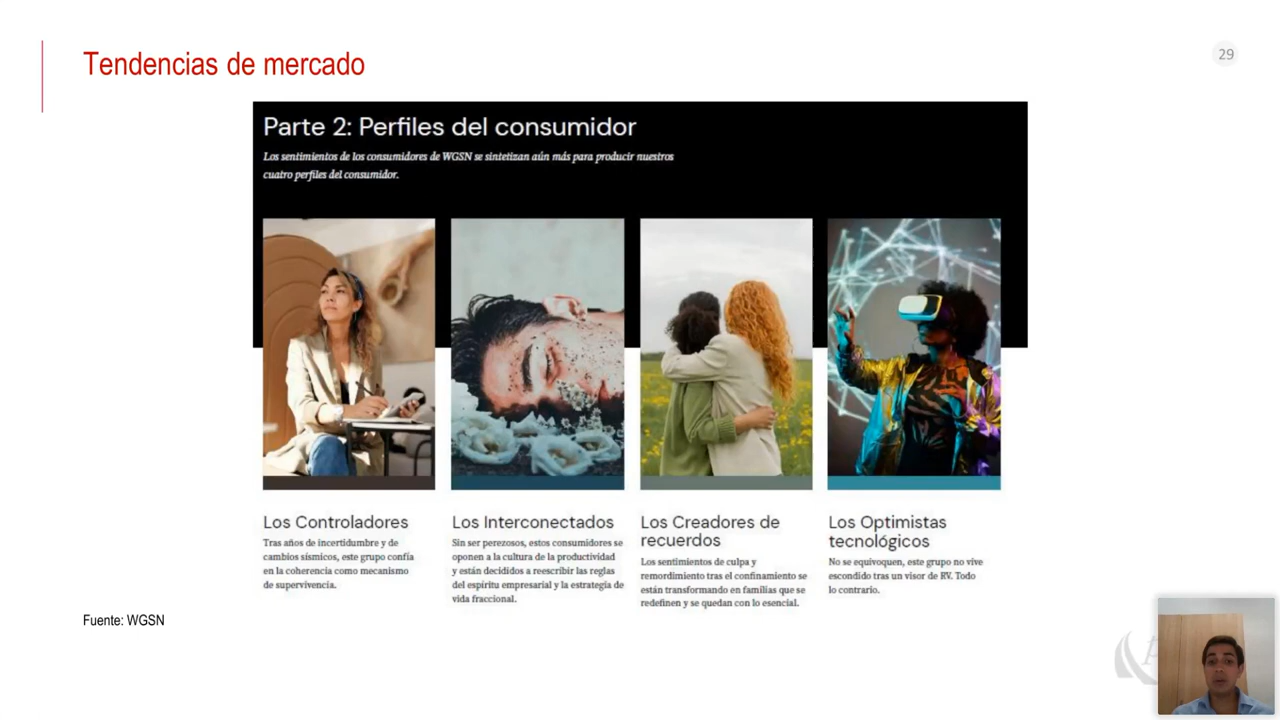 Tendencias de mercado
29
Parte 2: Perfiles del consumidor
Los sentimientos de los consumidores de WGSN se sintetizan aún más para producir nuestros
cuatro perfiles del consumidor.
Los Controladores
Tras años de incertidumbre y de
cambios sísmicos, este grupo confía
en la coherencia como mecanismo
de supervivencia.
Los Interconectados
Sin ser perezosos, estos consumidores se
oponen a la cultura de la productividad
y están decididos a reescribir las reglas
del espíritu empresarial y la estrategia de
vida fraccional.
Los Creadores de
recuerdos
Los sentimientos de culpa y
remordimiento tras el confinamiento se
están transformando en familias que se
redefinen y se quedan con lo esencial.
Los Optimistas
tecnológicos
No se equivoquen, este grupo no vive
escondido tras un visor de RV. Todo
lo contrario.
Fuente: WGSN